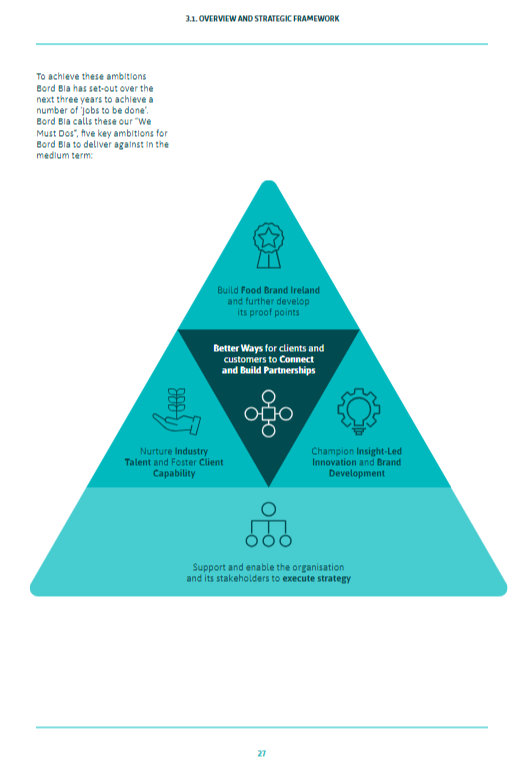 3.1. OVERVIEW AND STRATEGIC FRAMEWORK
To achieve these ambitions
Bord Bia has set-out over the
next three years to achieve a
number of ‘jobs to be done’.
Bord Bia calls these our “We
Must Dos”, five key ambitions for
Bord Bia to deliver against in the
medium term:
Build Food Brand Ireland
and further develop
its proof points
Better Ways for clients and
customers to Connect
and Build Partnerships
Nurture Industry
Talent and Foster Client
Capability
Champion Insight-Led
Innovation and Brand
Development
Support and enable the organisation
and its stakeholders to execute strategy
27